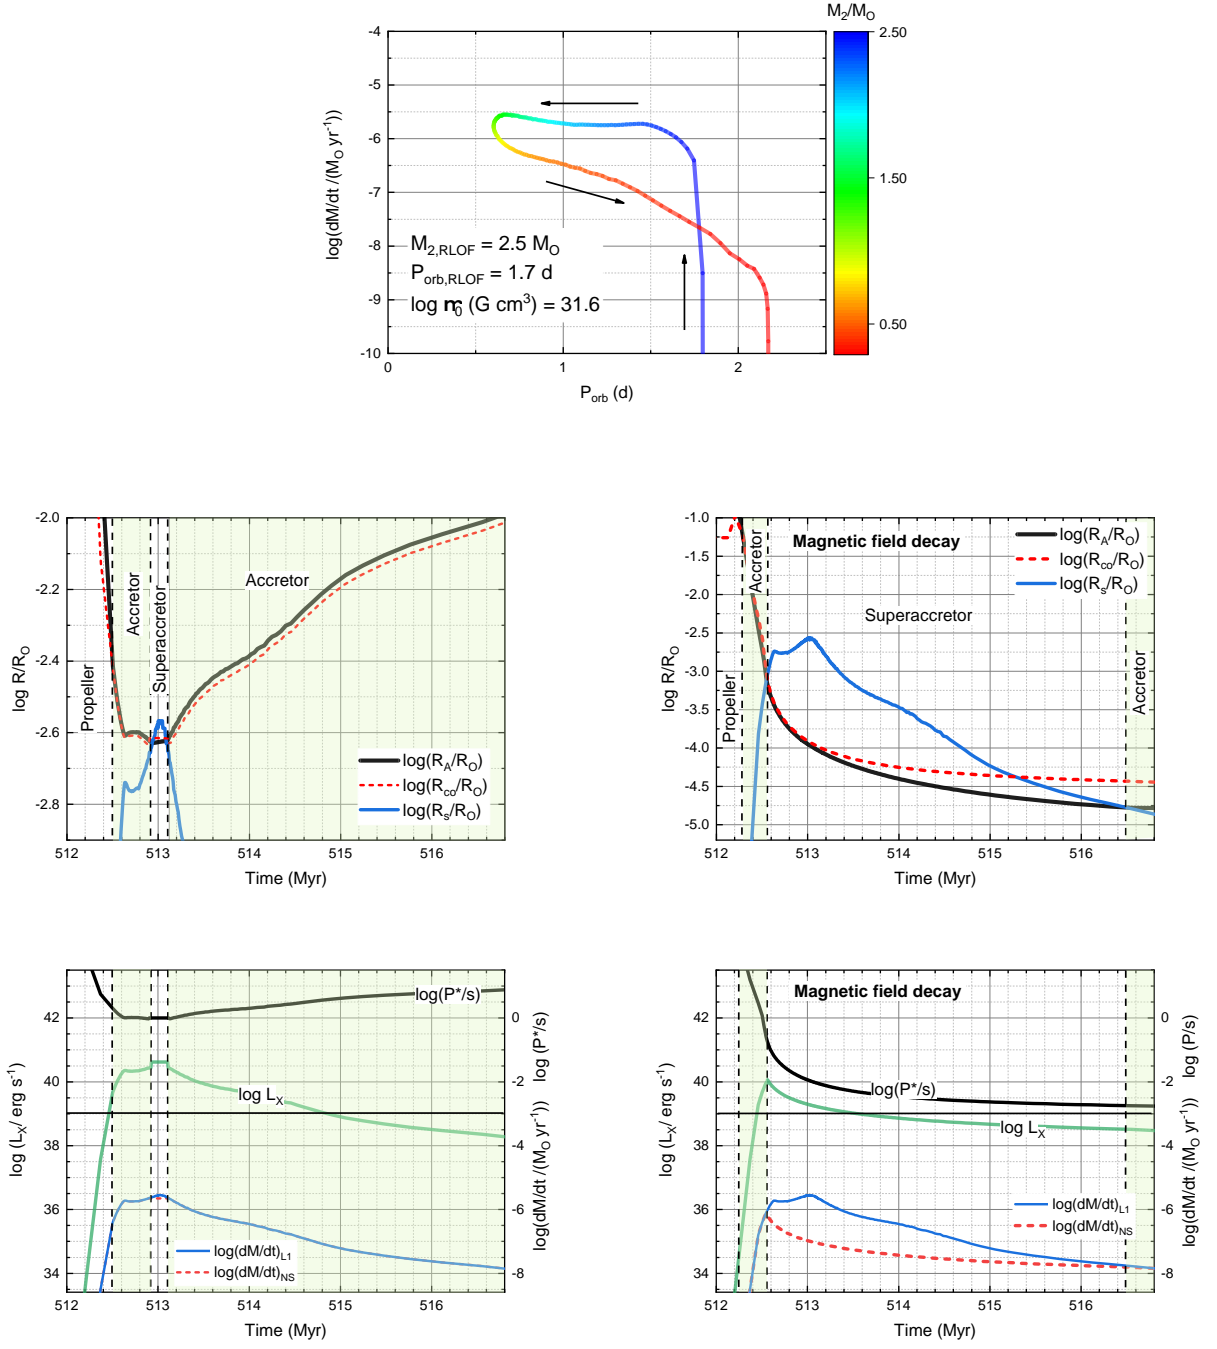 M2/MO
-4
-5
-6
-7
-8
-9
-10
log(dM/dt /(MO yr-1))
M2,RLOF = 2.5 MO
Porb,RLOF = 1.7 d
(G cm3) = 31.6
0 1 2
Porb (d)
2.50
1.50
0.50
-2.0
-2.2
-2.4
-2.6
-2.8
log R/RO
Propeller
Accretor
Superaccretor
Accretor
log(RA/RO)
log(Rco/RO)
log(Rs/RO)
512 513 514 515 516
Time (Myr)
-1.0
-1.5
-2.0
-2.5
-3.0
-3.5
-4.0
-4.5
-5.0
log R/RO
Magnetic field decay
log(RA/RO)
log(Rco/RO)
log(Rs/RO)
Propeller
Accretor
Superaccretor
Accretor
512 513 514 515 516
Time (Myr)
42
40
38
36
34
log (LX/ erg s-1)
log(P*/s)
log LX
log(dM/dt)L1
log(dM/dt)NS
0
-2
-4
-6
-8
log (P*/s)
log(dM/dt /(MO yr-1))
512 513 514 515 516
Time (Myr)
42
40
38
36
34
log (LX/ erg s-1)
Magnetic field decay
log(P*/s)
log LX
log(dM/dt)L1
log(dM/dt)NS
0
-2
-4
-6
-8
log (P/s)
log(dM/dt /(MO yr-1))
512 513 514 515 516
Time (Myr)